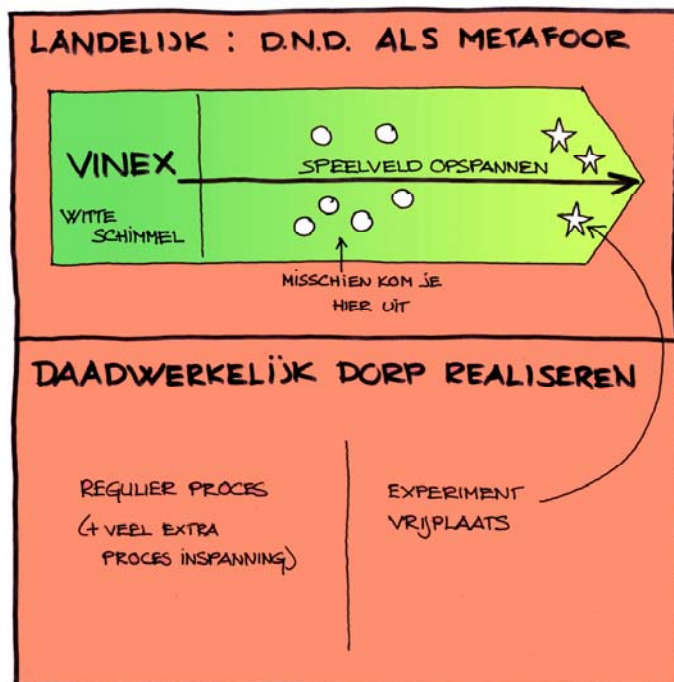 LANDELIJK : D.N.D. ALS METAFOOR
VINEX
SPEELVELD OPSPANNEN
WITTE
SCHIMMEL
MISSCHIEN KOM JE
HIER UIT
DAADWERKELIJK DORP REALISEREN
REGULIER PROCES
(+ VEEL EXTRA
PROCES INSPANNING)
EXPERIMENT
VRIJPLAATS